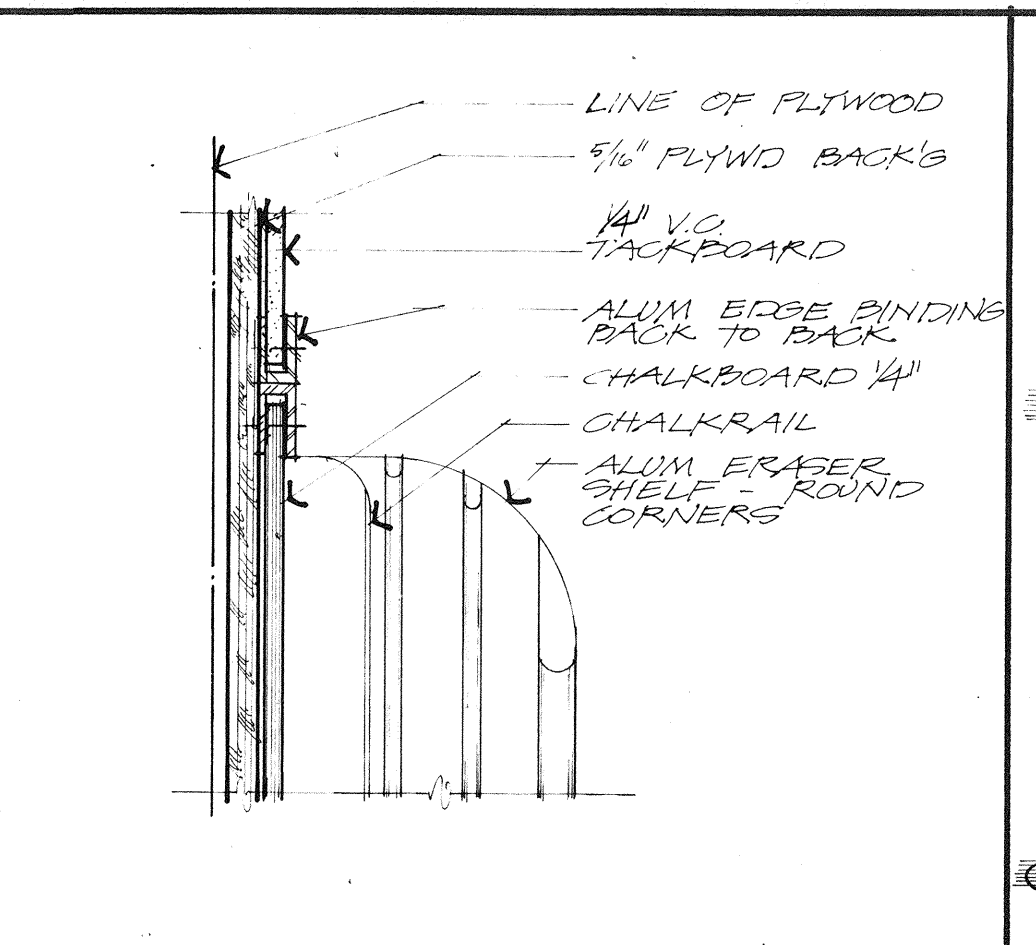 LINE OF PLYWOOD
5/16" PLYWD BACK'G
1/4" V.C.
TACKBOARD
ALUM EDGE BINDING
BACK TO BACK
CHALKBOARD 1/4"
CHALKRAIL
ALUM ERASER
SHELF - ROUND
CORNERS